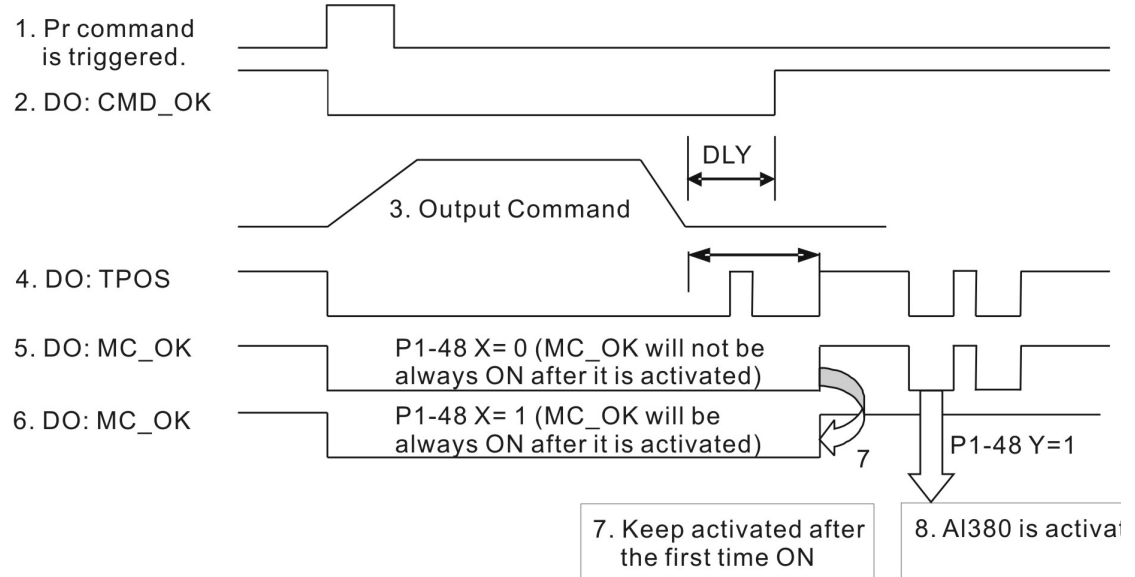 1. Pr command
is triggered.
2. DO: CMD_OK
DLY
3. Output Command
4. DO: TPOS
5. DO: MC_OK
P1-48 X= 0 (MC_OK will not be
always ON after it is activated)
6. DO: MC_OK
P1-48 X= 1 (MC_OK will be
always ON after it is activated)
7
P1-48 Y=1
7. Keep activated after
the first time ON
8. Al380 is activat